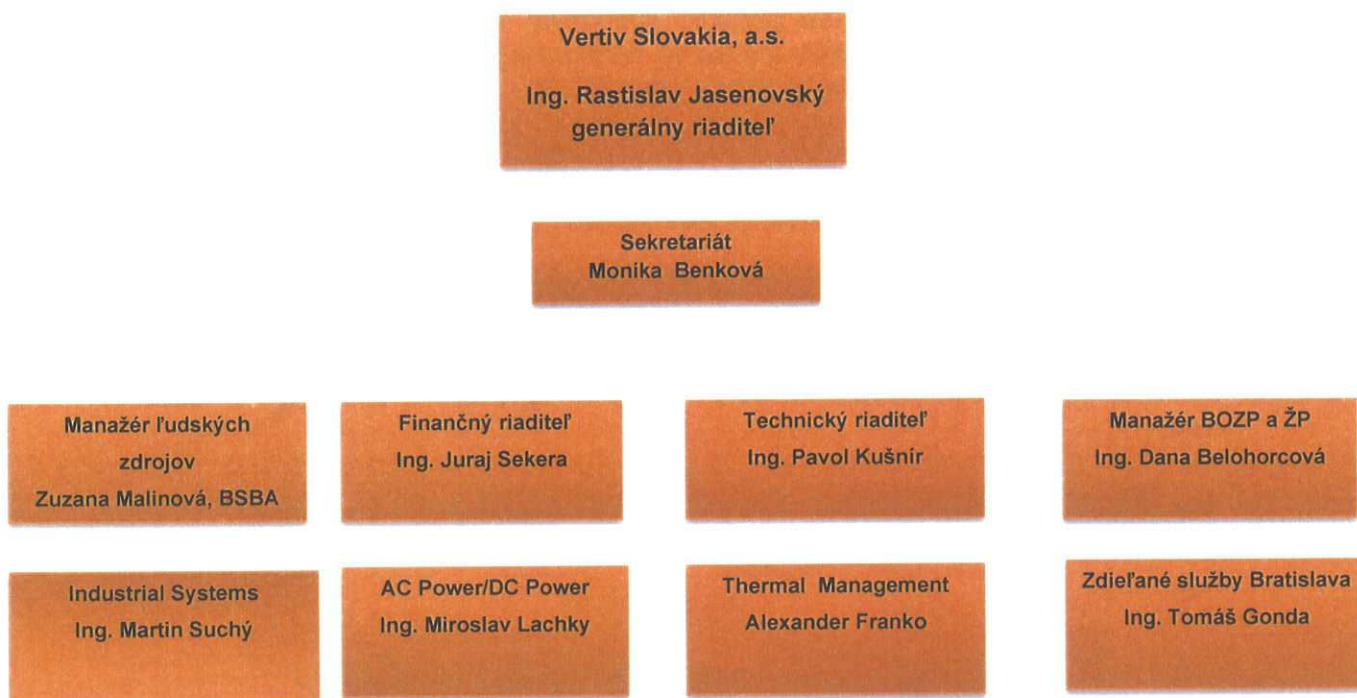 Vertiv Slovakia, a.s.
Ing. Rastislav Jasenovský
generálny riaditeľ
Sekretariát
Monika Benková
Manažér ľudských
zdrojov
Zuzana Malinová, BSBA
Finančný riaditeľ
Ing. Juraj Sekera
Technický riaditeľ
Ing. Pavol Kušnír
Manažér BOZP a ŽP
Ing. Dana Belohorcová
Industrial Systems
Ing. Martin Suchý
AC Power/DC Power
Ing. Miroslav Lachky
Thermal Management
Alexander Franko
Zdieľané služby Bratislava
Ing. Tomáš Gonda